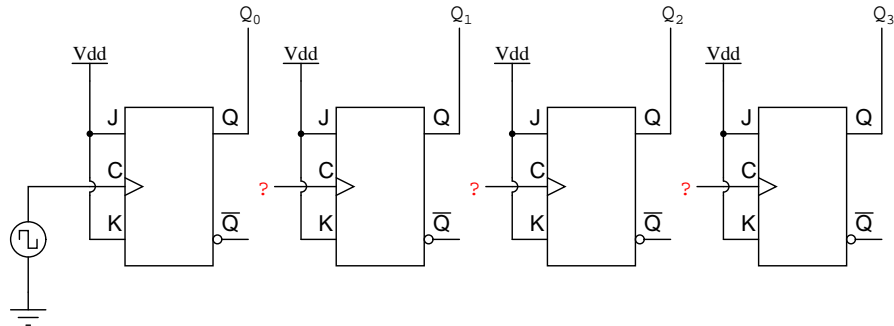 Q0 Q1 Q2 Q3
Vdd Vdd Vdd Vdd
J Q J Q J Q J Q
C ? C ? C ? C
K Q̅ K Q̅ K Q̅ K Q̅